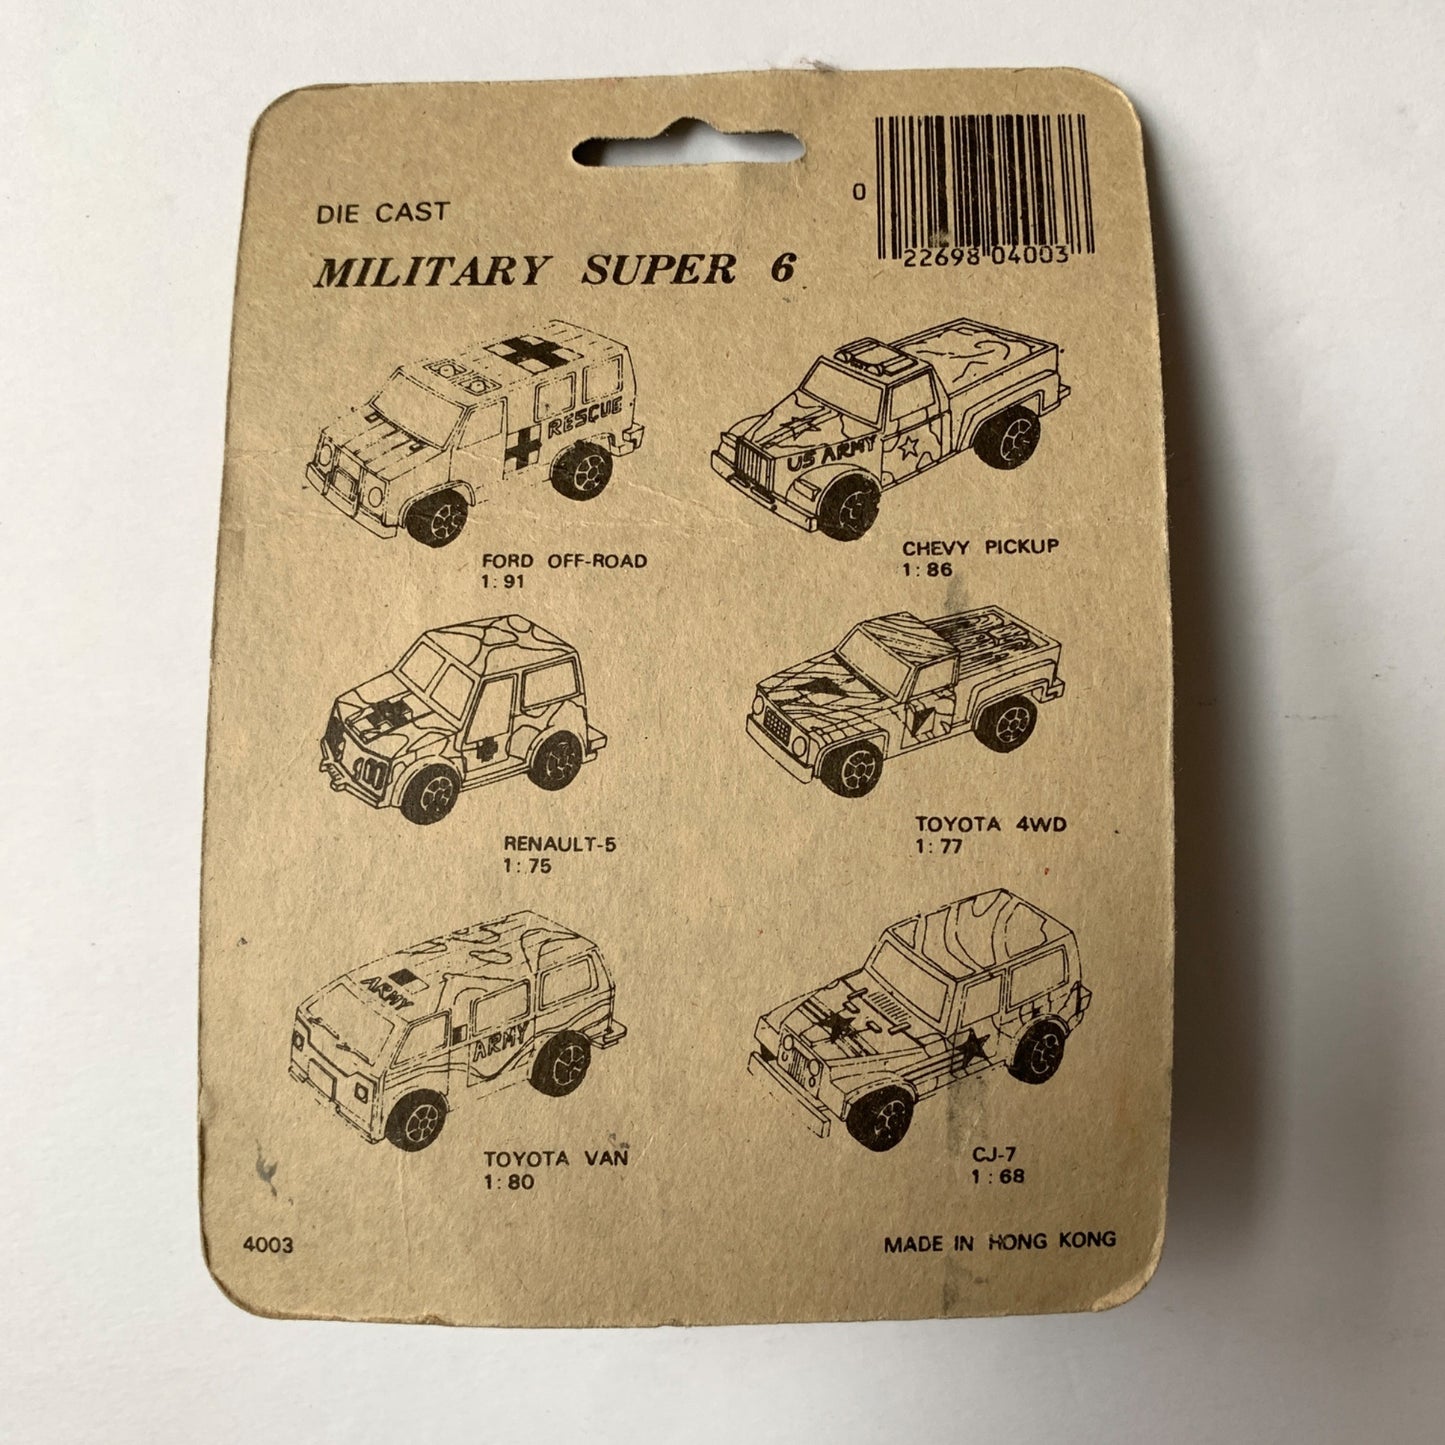 DIE CAST
MILITARY SUPER 6
0 22698 04003
RESCUE
FORD OFF-ROAD
1:91
US ARMY
CHEVY PICKUP
1:86
RENAULT-5
1:75
TOYOTA 4WD
1:77
ARMY
ARMY
TOYOTA VAN
1:80
CJ-7
1:68
4003
MADE IN HONG KONG